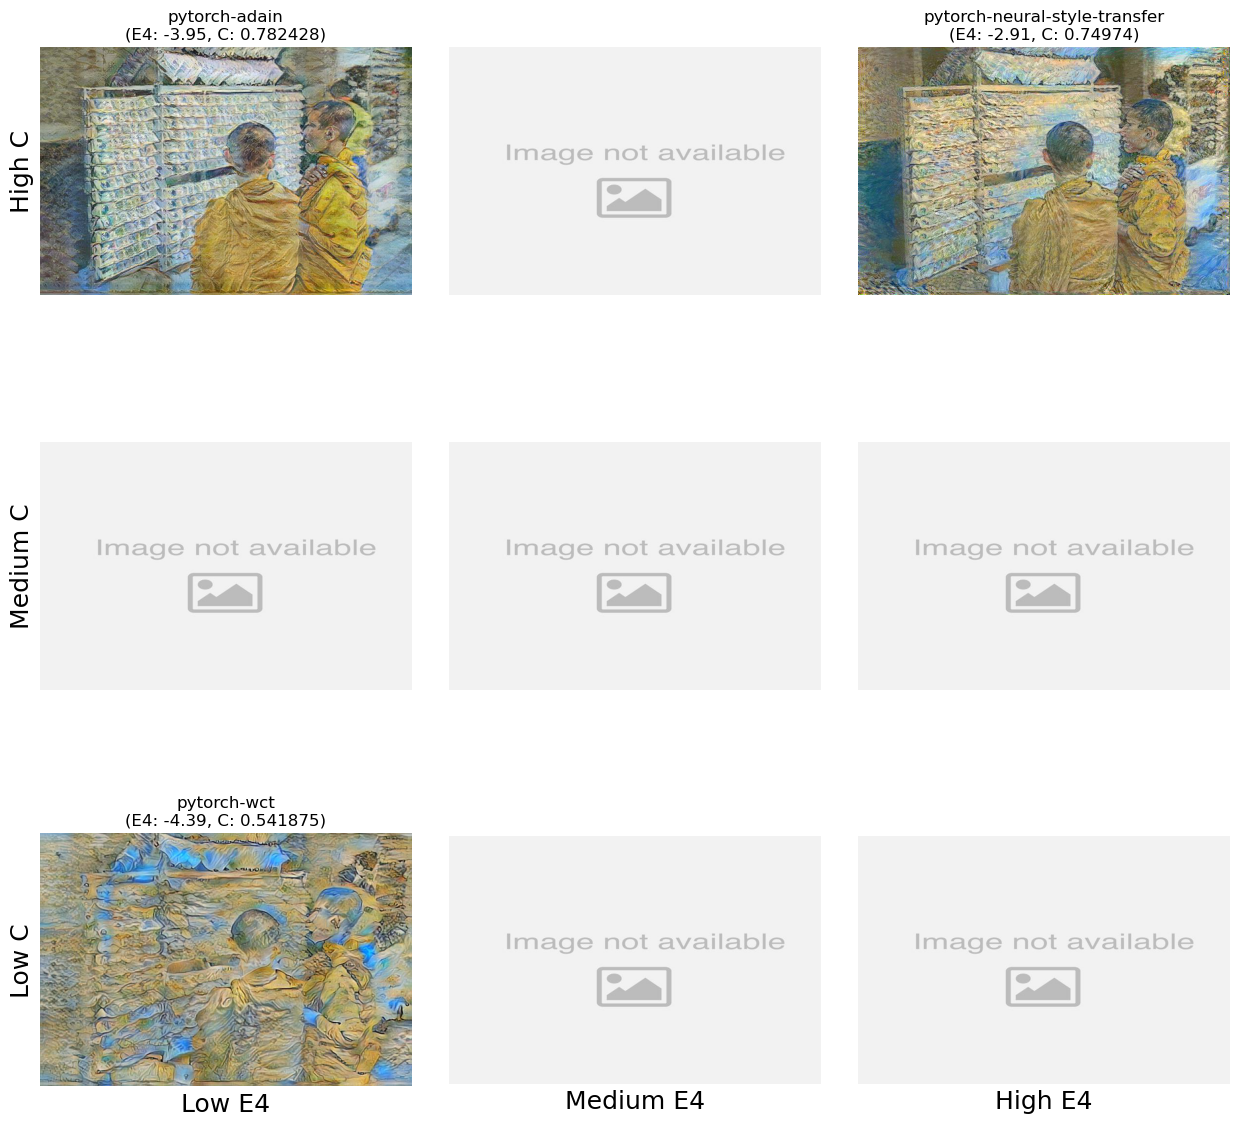 pytorch-adain
(E4: -3.95, C: 0.782428)
pytorch-neural-style-transfer
(E4: -2.91, C: 0.74974)
High C
Image not available
Medium C
Image not available
Image not available
Image not available
pytorch-wct
(E4: -4.39, C: 0.541875)
Low C
Image not available
Image not available
Low E4
Medium E4
High E4